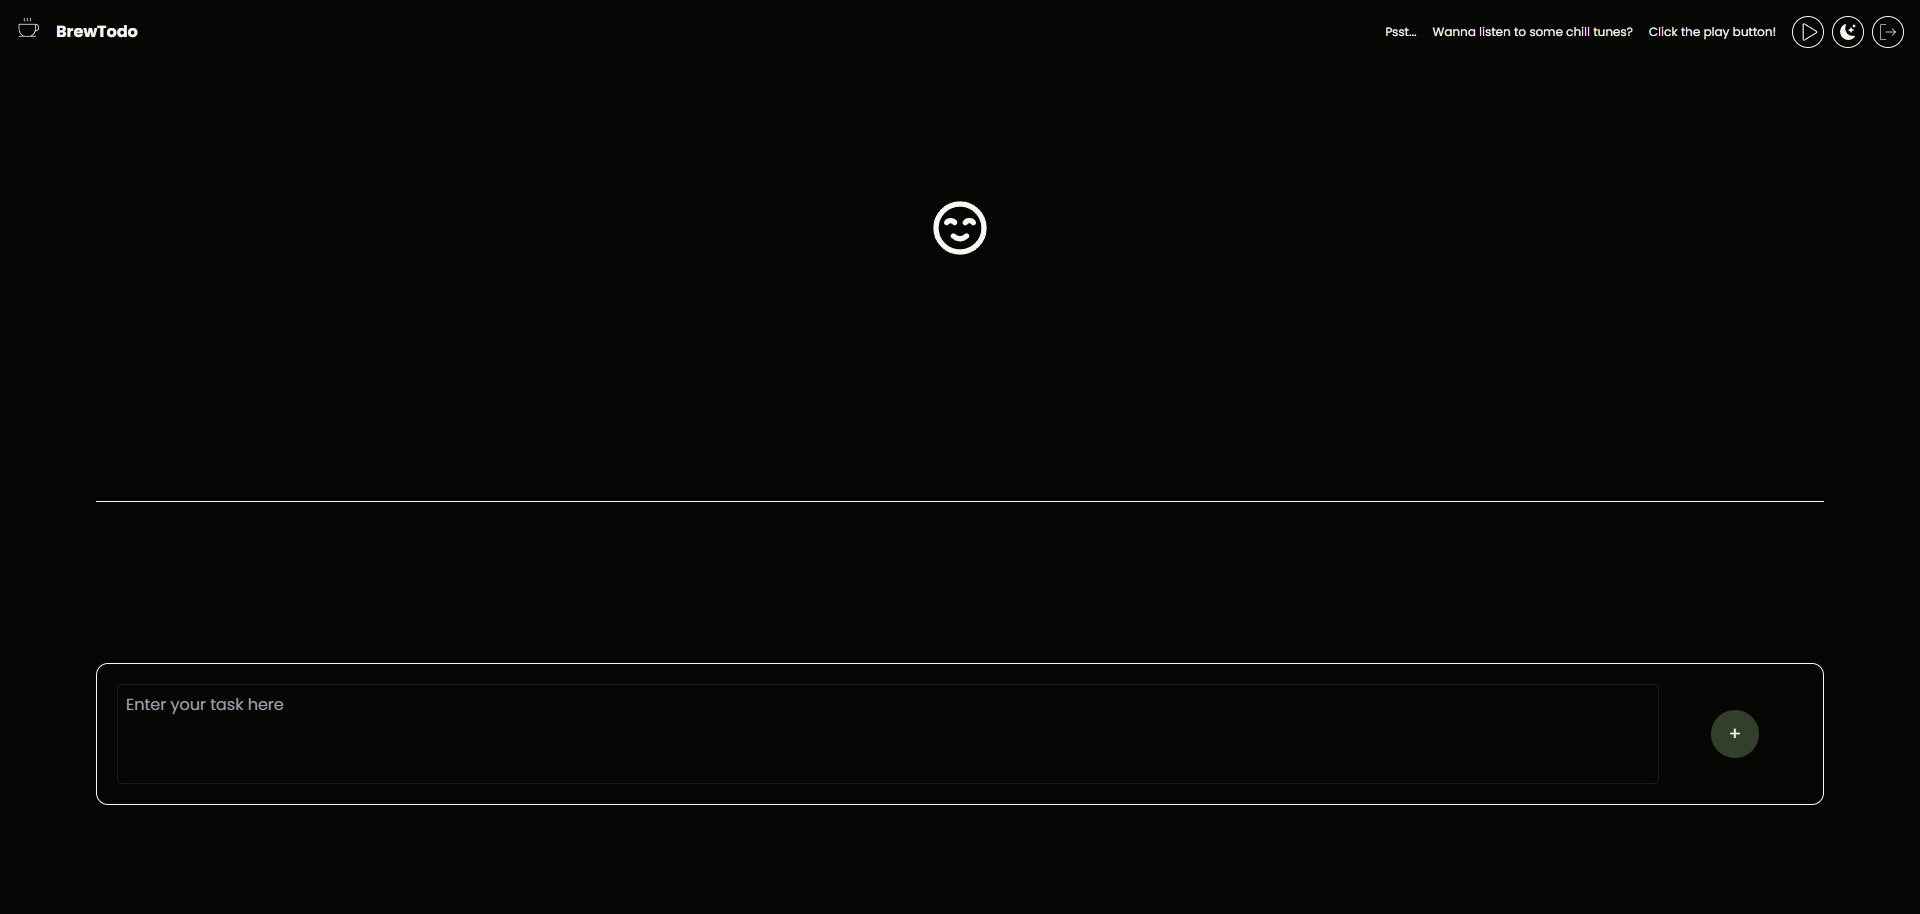 BrewTodo
Psst... Wanna listen to some chill tunes? Click the play button!
Enter your task here
+